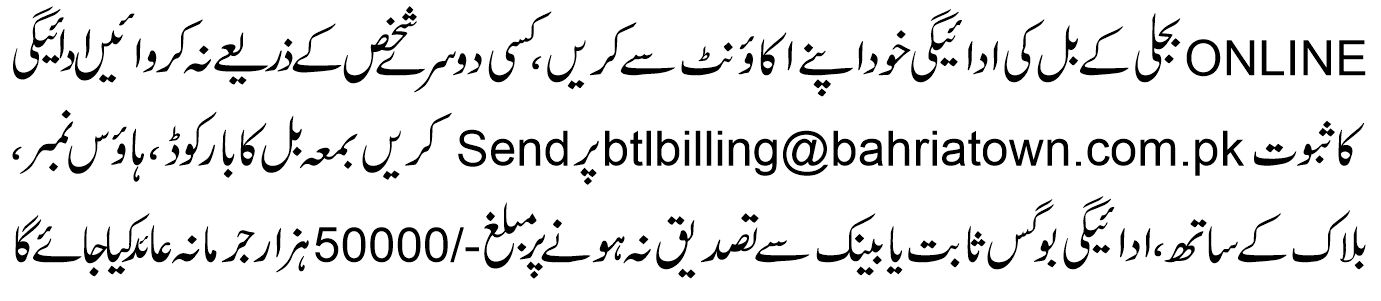 ONLINE بجلی کے بل کی ادائیگی خود اپنے اکاؤنٹ سے کریں، کسی دوسرے شخص کے ذریعے نہ کروائیں ادائیگی
کا ثبوت btlbilling@bahriatown.com.pk پر Send کریں بمعہ بل کا بار کوڈ، ہاؤس نمبر،
بلاک کے ساتھ، ادائیگی بوگس ثابت یا بینک سے تصدیق نہ ہونے پر مبلغ -/50000 ہزار جرمانہ عائد کیا جائے گا